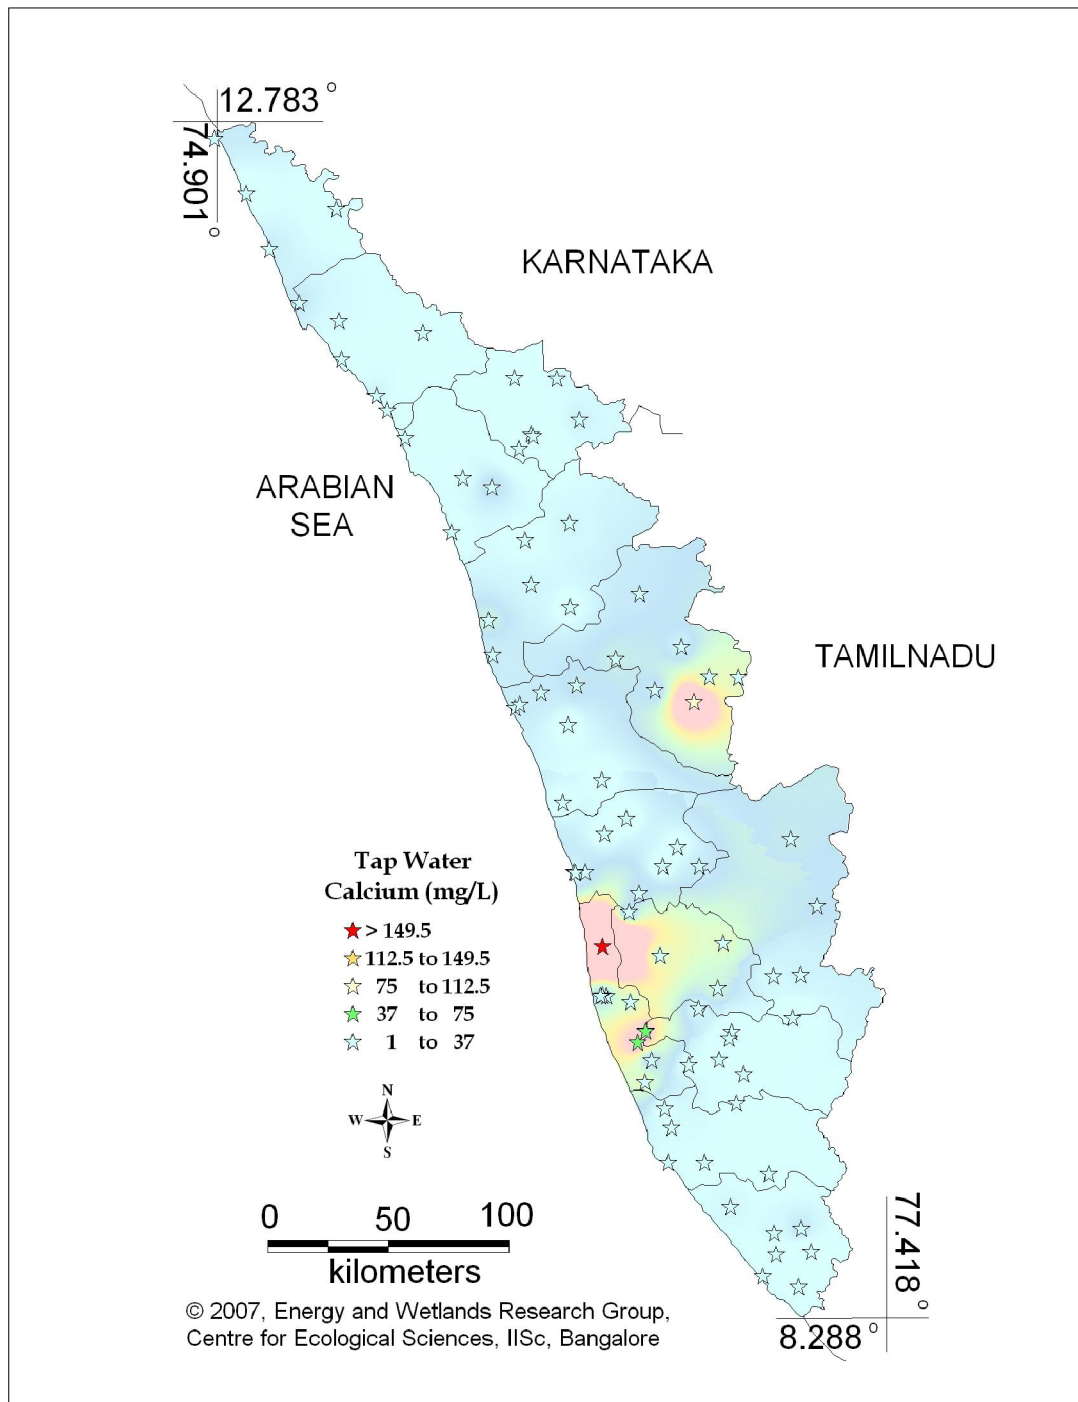 12.783 °
74.901 °
KARNATAKA
ARABIAN
SEA
TAMILNADU
Tap Water
Calcium (mg/L)
> 149.5
112.5 to 149.5
75 to 112.5
37 to 75
1 to 37
N
W E
S
0 50 100
kilometers
77.418 °
8.288 °
© 2007, Energy and Wetlands Research Group,
Centre for Ecological Sciences, IISc, Bangalore